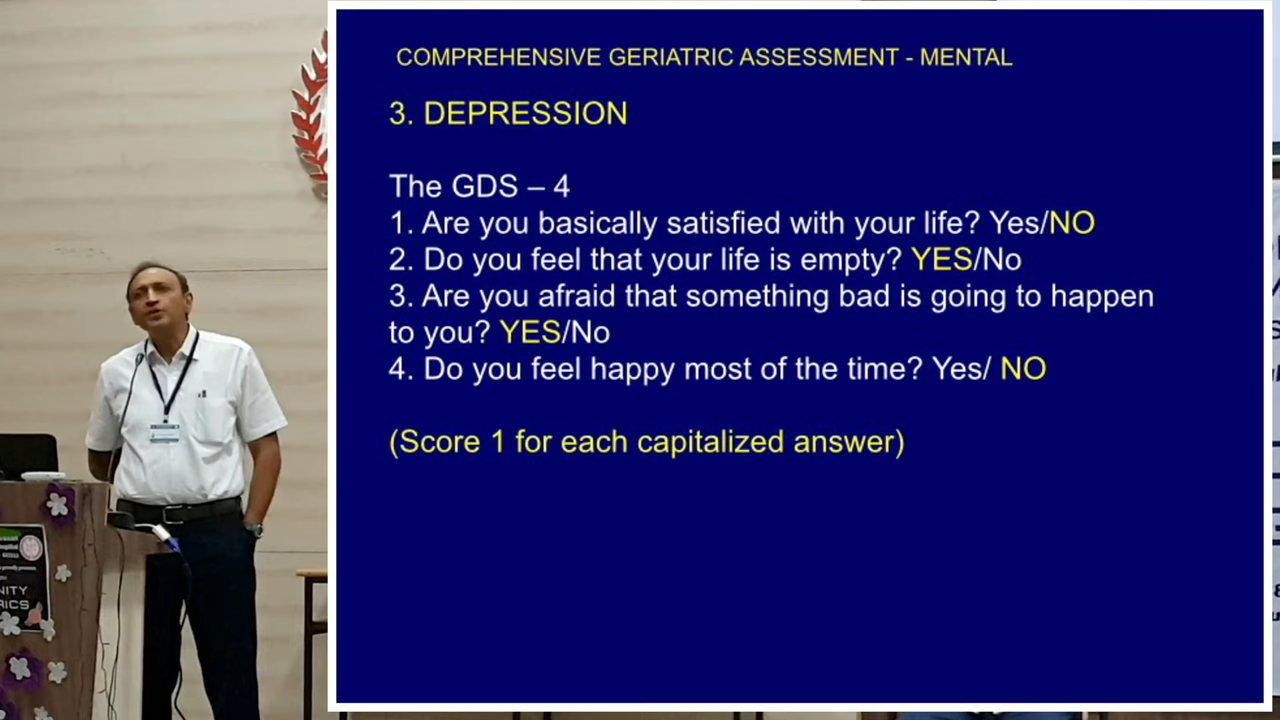 COMPREHENSIVE GERIATRIC ASSESSMENT - MENTAL
3. DEPRESSION
The GDS – 4
1. Are you basically satisfied with your life? Yes/NO
2. Do you feel that your life is empty? YES/No
3. Are you afraid that something bad is going to happen
to you? YES/No
4. Do you feel happy most of the time? Yes/ NO
(Score 1 for each capitalized answer)
NITY
RICS